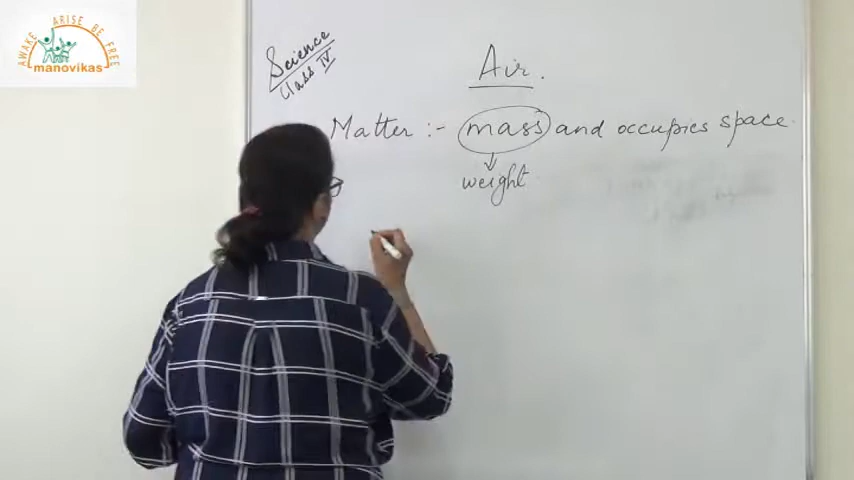 AWAKE ARISE BE FREE
manovikas
Science
Class IV
Air.
Matter :- mass and occupies space.
weight